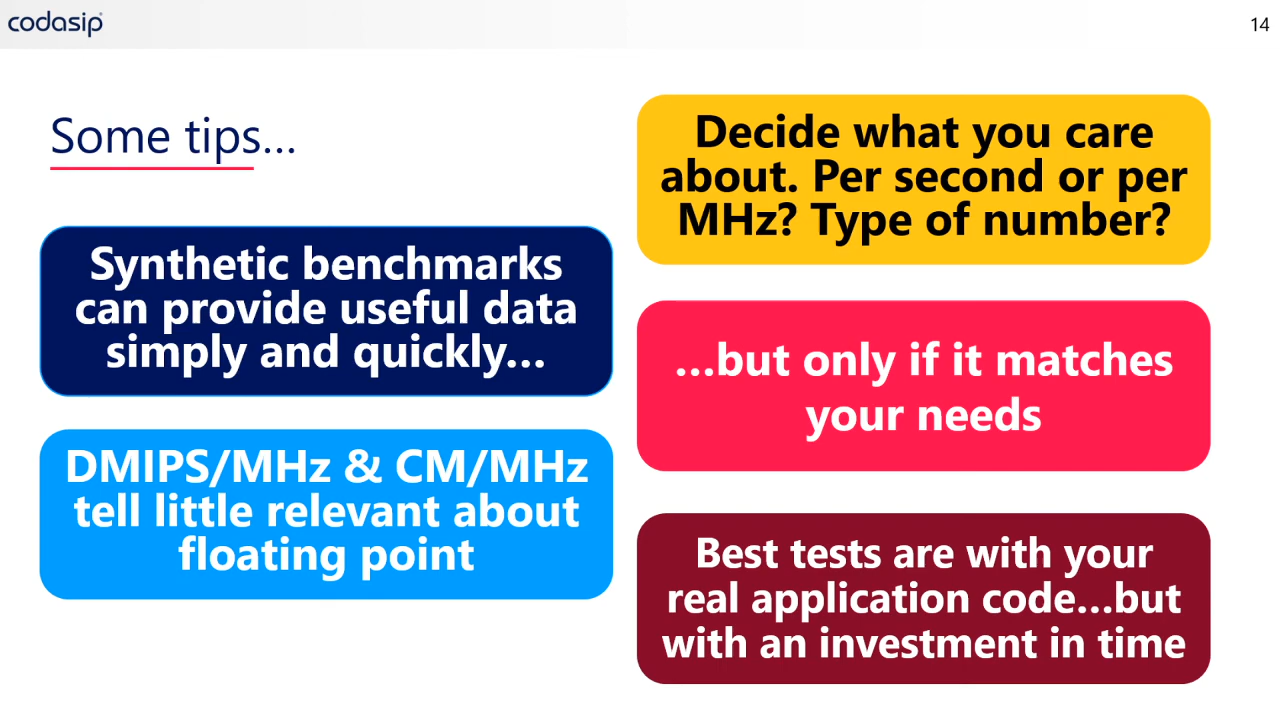 codasip
14
Some tips...
Decide what you care
about. Per second or per
MHz? Type of number?
Synthetic benchmarks
can provide useful data
simply and quickly...
...but only if it matches
your needs
DMIPS/MHz & CM/MHz
tell little relevant about
floating point
Best tests are with your
real application code...but
with an investment in time